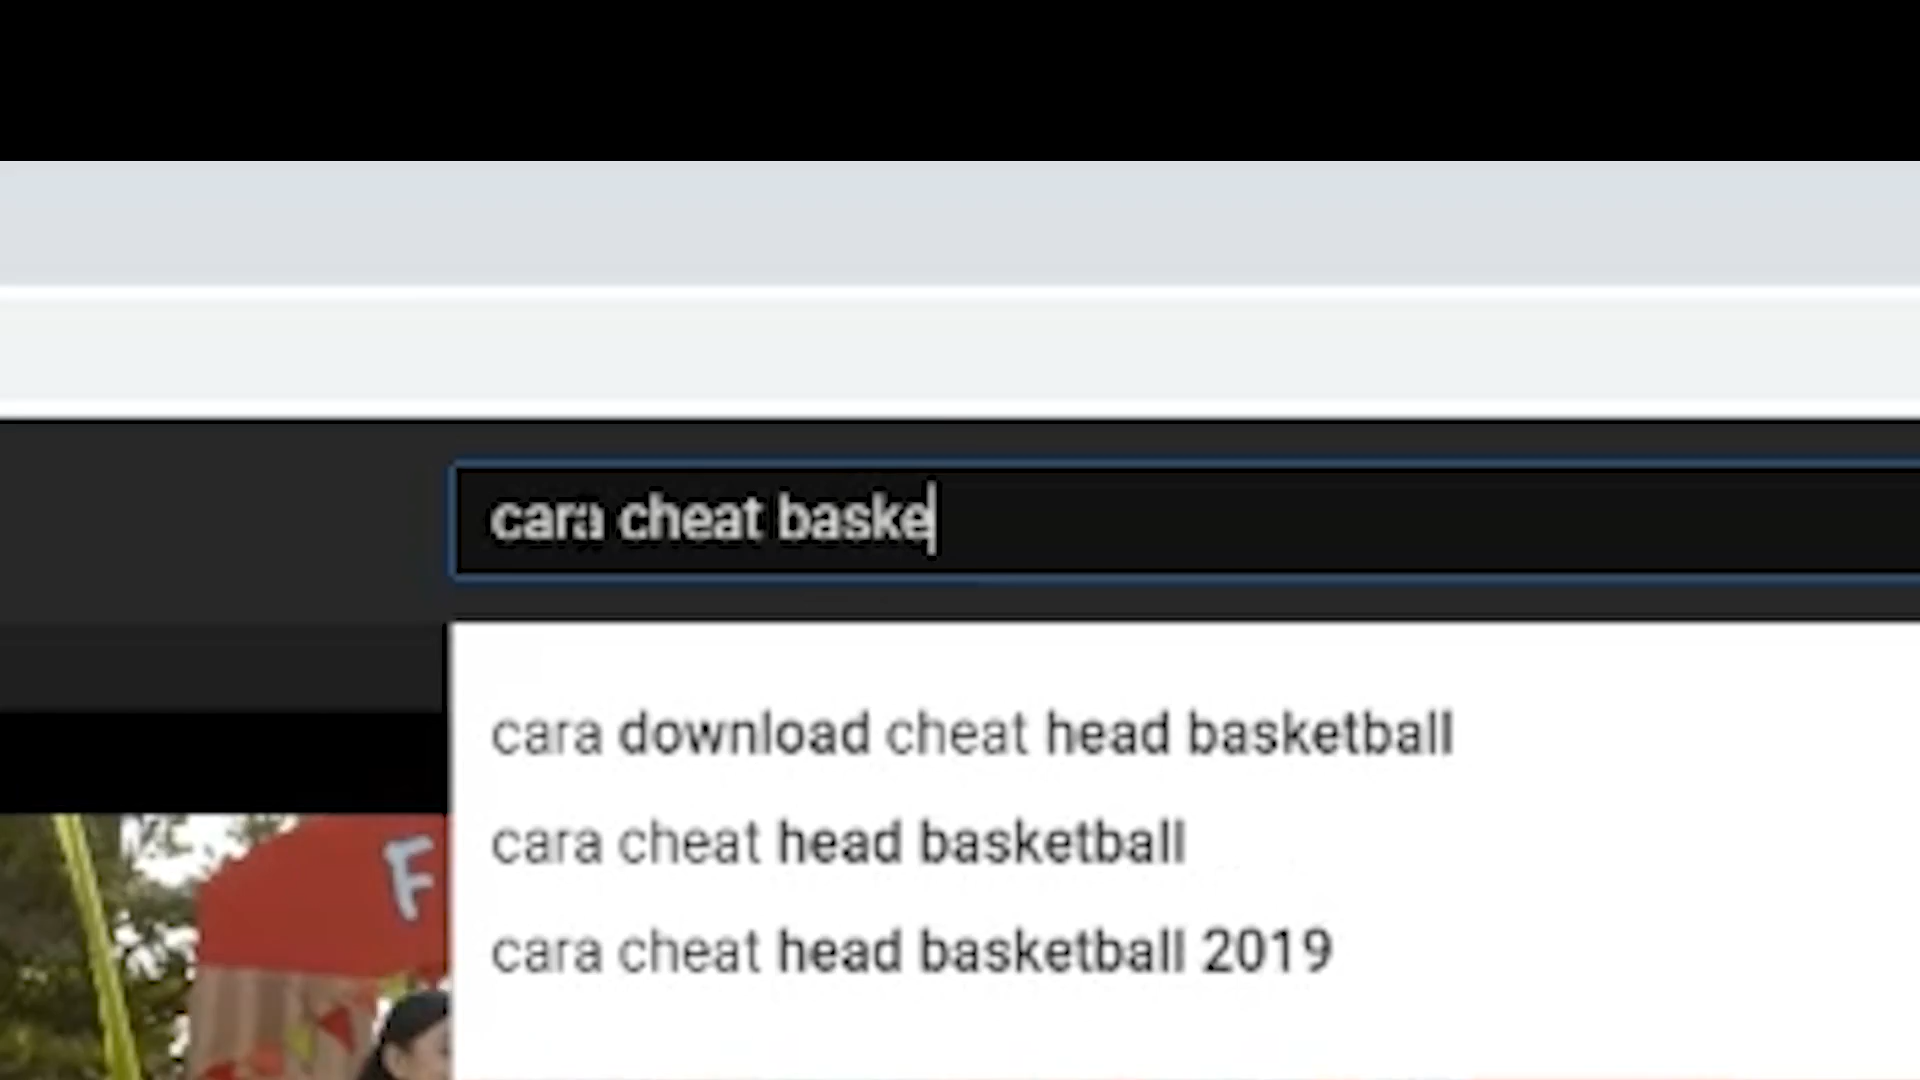 cara cheat baske
cara download cheat head basketball
cara cheat head basketball
cara cheat head basketball 2019
F